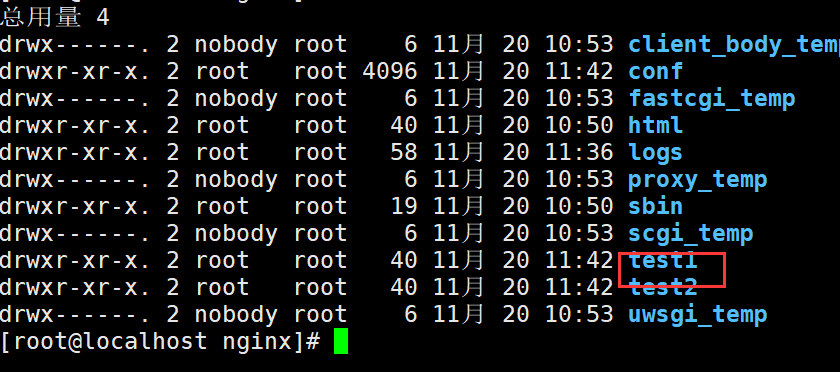 总用量 4
drwx------. 2 nobody root    6 11月 20 10:53 client_body_temp
drwxr-xr-x. 2 root   root 4096 11月 20 11:42 conf
drwx------. 2 nobody root    6 11月 20 10:53 fastcgi_temp
drwxr-xr-x. 2 root   root   40 11月 20 10:50 html
drwxr-xr-x. 2 root   root   58 11月 20 11:36 logs
drwx------. 2 nobody root    6 11月 20 10:53 proxy_temp
drwxr-xr-x. 2 root   root   19 11月 20 10:50 sbin
drwx------. 2 nobody root    6 11月 20 10:53 scgi_temp
drwxr-xr-x. 2 root   root   40 11月 20 11:42 test1
drwxr-xr-x. 2 root   root   40 11月 20 11:42 test2
drwx------. 2 nobody root    6 11月 20 10:53 uwsgi_temp
[root@localhost nginx]#